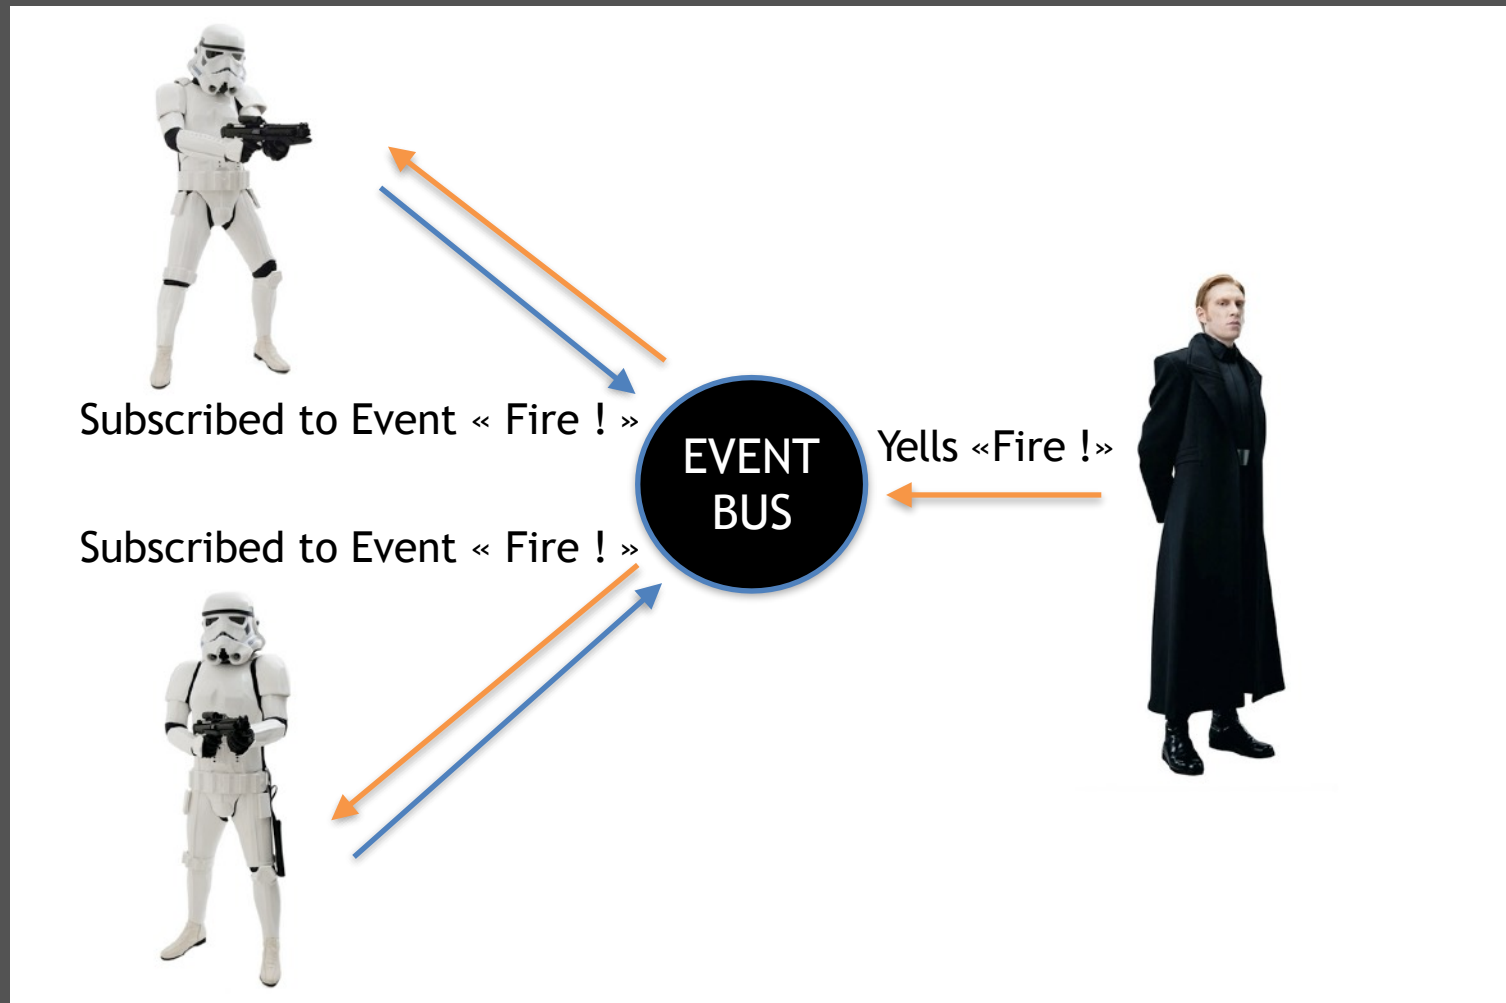 Subscribed to Event « Fire ! »
EVENT
BUS
Yells «Fire !»
Subscribed to Event « Fire ! »